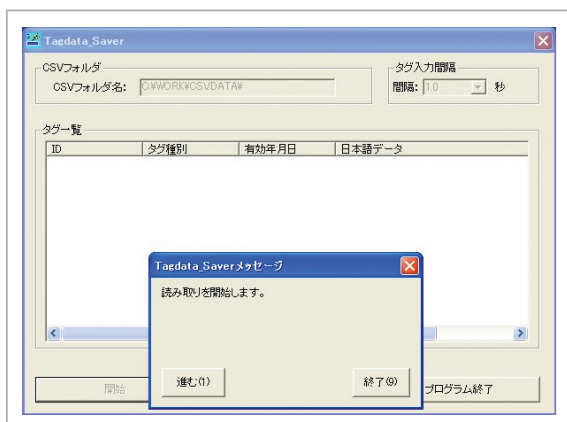 Tagdata_Saver
CSVフォルダ
CSVフォルダ名: C:¥WORK¥CSVDATA¥
タグ入力間隔
間隔: 1.0 秒
タグ一覧
ID タグ種別 有効年月日 日本語データ
Tagdata_Saverメッセージ
読み取りを開始します。
進む(1) 終了(9)
開始 プログラム終了